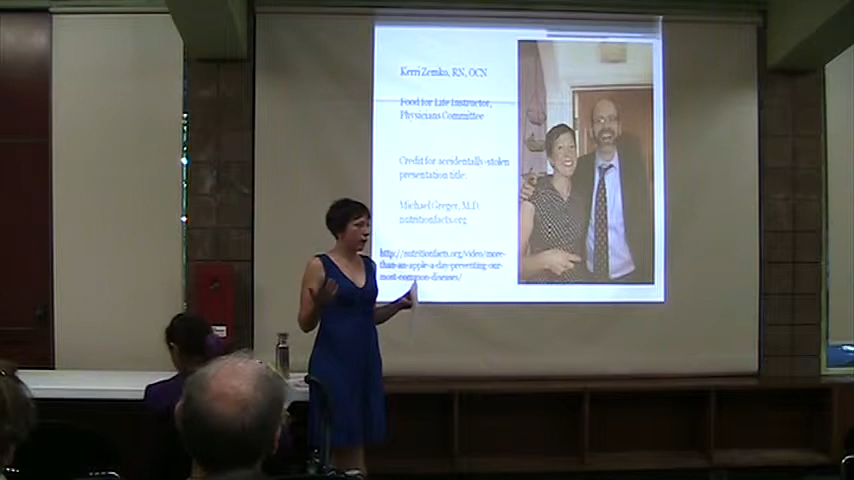 Kerri Zemko, RN, OCN
Food for Life Instructor,
Physicians Committee
Credit for accidentally-stolen
presentation title:
Michael Greger, M.D.
nutritionfacts.org
http://nutritionfacts.org/video/more-
than-an-apple-a-day-preventing-our-
most-common-diseases/